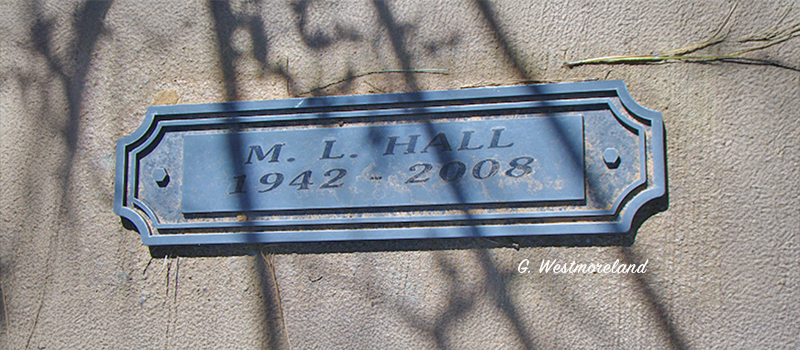 M. L. HALL
1942 - 2008
G. Westmoreland